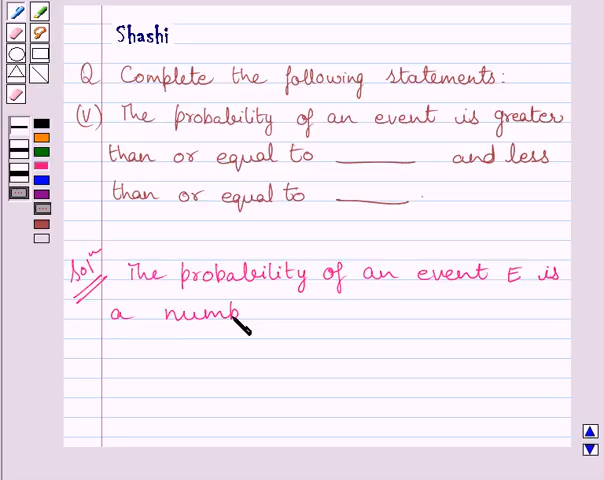 Shashi
Q Complete the following statements:
(V) The probability of an event is greater
than or equal to ______ and less
than or equal to ______.
Solⁿ The probability of an event E is
a numb